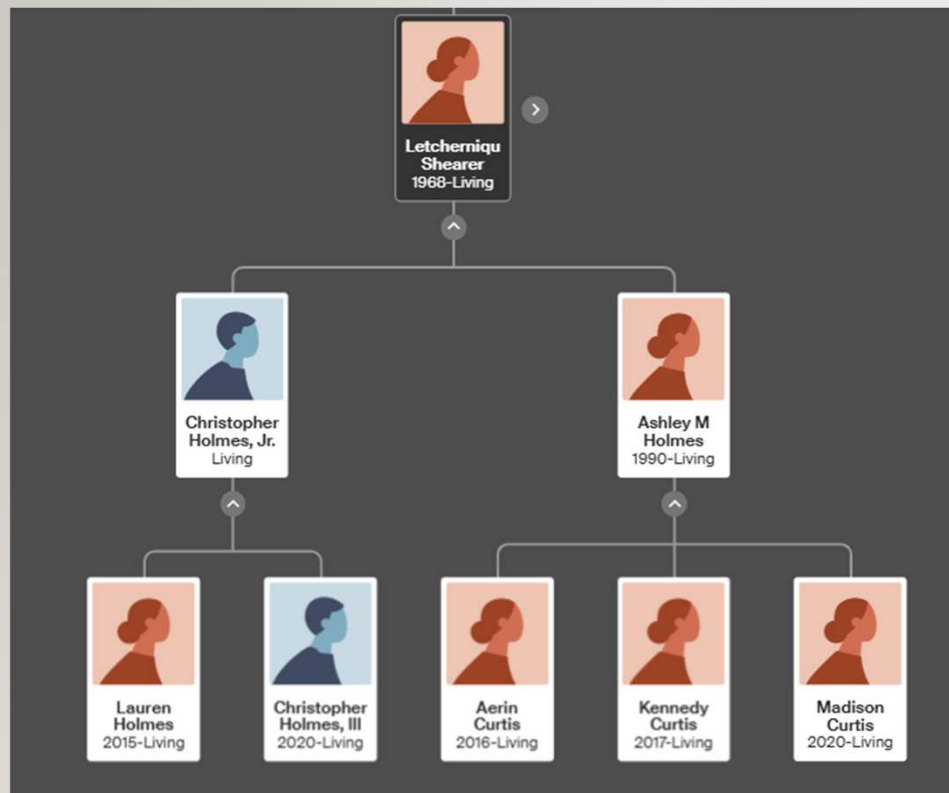 Letcherniqu
Shearer
1968-Living
Christopher
Holmes, Jr.
Living
Ashley M
Holmes
1990-Living
Lauren
Holmes
2015-Living
Christopher
Holmes, III
2020-Living
Aerin
Curtis
2016-Living
Kennedy
Curtis
2017-Living
Madison
Curtis
2020-Living